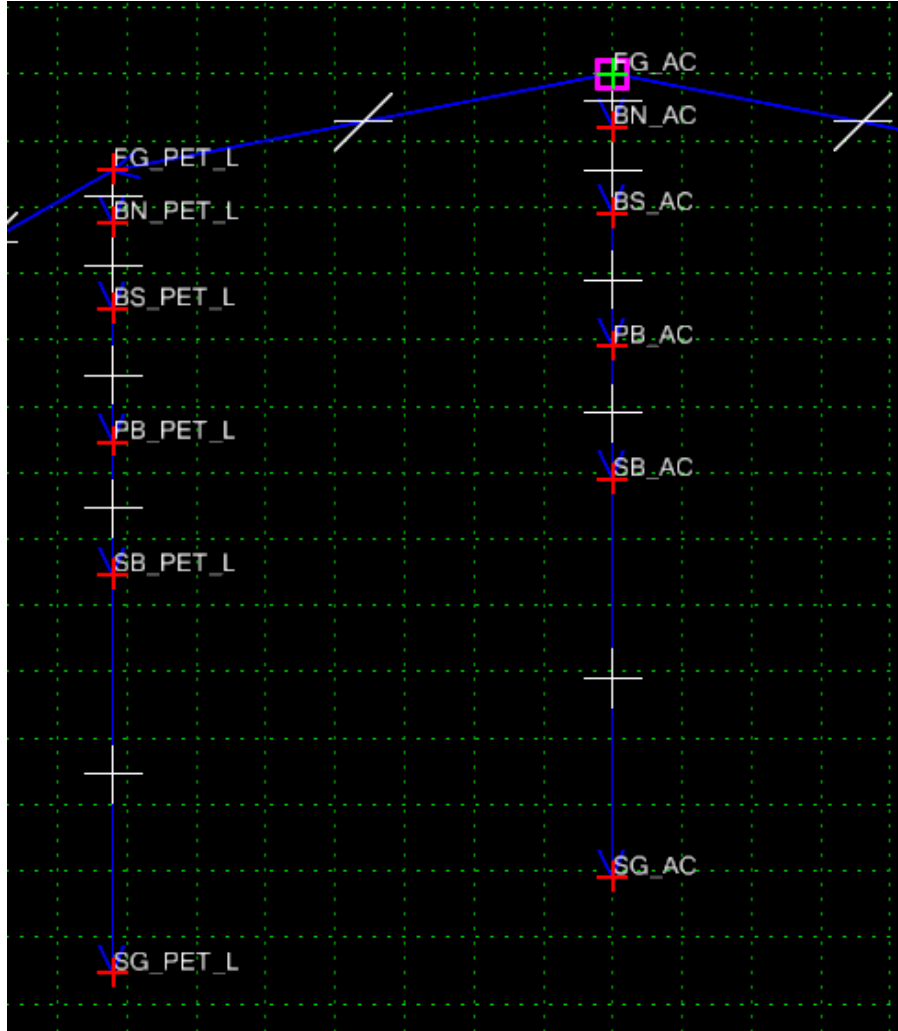 FG_AC
BN_AC
FG_PET_L
BS_AC
BN_PET_L
BS_PET_L
PB_AC
PB_PET_L
SB_AC
SB_PET_L
SG_AC
SG_PET_L